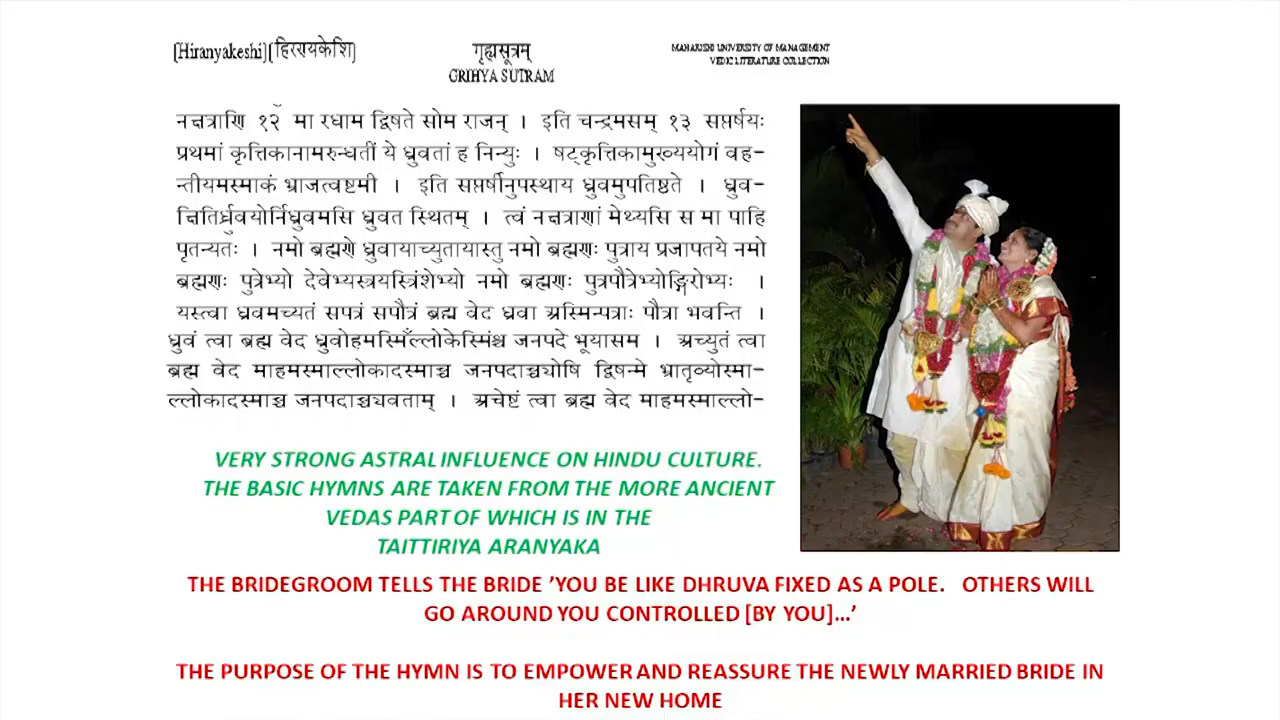 [Hiranyakeshi][हिरण्यकेशि]
गृह्यसूत्रम्
GRIHYA SUTRAM
MAHARISHI UNIVERSITY OF MANAGEMENT
VEDIC LITERATURE COLLECTION
नक्षत्राणि १२ मा रधाम द्विषते सोम राजन् । इति चन्द्रमसम् १३ सप्तर्षयः
प्रथमां कृत्तिकानामरुन्धतीं ये ध्रुवतां ह निन्युः । षट्कृत्तिकामुख्ययोगं वह-
न्तीयमस्माकं भ्राजत्वष्टमी । इति सप्तर्षीनुपस्थाय ध्रुवमुपतिष्ठते । ध्रुव-
क्षितिर्ध्रुवयोनिर्ध्रुवमसि ध्रुवत स्थितम् । त्वं नक्षत्राणां मेथ्यसि स मा पाहि
पृतन्यतः । नमो ब्रह्मणे ध्रुवायाच्युतायास्तु नमो ब्रह्मणः पुत्राय प्रजापतये नमो
ब्रह्मणः पुत्रेभ्यो देवेभ्यस्त्रयस्त्रिंशेभ्यो नमो ब्रह्मणः पुत्रपौत्रेभ्योङ्गिरोभ्यः ।
यस्त्वा ध्रवमच्यतं सपत्रं सपौत्रं ब्रह्म वेद ध्रवा अस्मिन्पत्राः पौत्रा भवन्ति ।
ध्रुवं त्वा ब्रह्म वेद ध्रुवोहमस्मिँल्लोकेस्मिंश्च जनपदे भूयासम । अच्युतं त्वा
ब्रह्म वेद माहमस्माल्लोकादस्माच्च जनपदाच्च्योषि द्विषन्मे भ्रातृव्योस्मा-
ल्लोकादस्माच्च जनपदाच्च्यवताम् । अचेष्टं त्वा ब्रह्म वेद माहमस्माल्लो-
VERY STRONG ASTRAL INFLUENCE ON HINDU CULTURE.
THE BASIC HYMNS ARE TAKEN FROM THE MORE ANCIENT
VEDAS PART OF WHICH IS IN THE
TAITTIRIYA ARANYAKA
THE BRIDEGROOM TELLS THE BRIDE 'YOU BE LIKE DHRUVA FIXED AS A POLE. OTHERS WILL
GO AROUND YOU CONTROLLED [BY YOU]...'
THE PURPOSE OF THE HYMN IS TO EMPOWER AND REASSURE THE NEWLY MARRIED BRIDE IN
HER NEW HOME